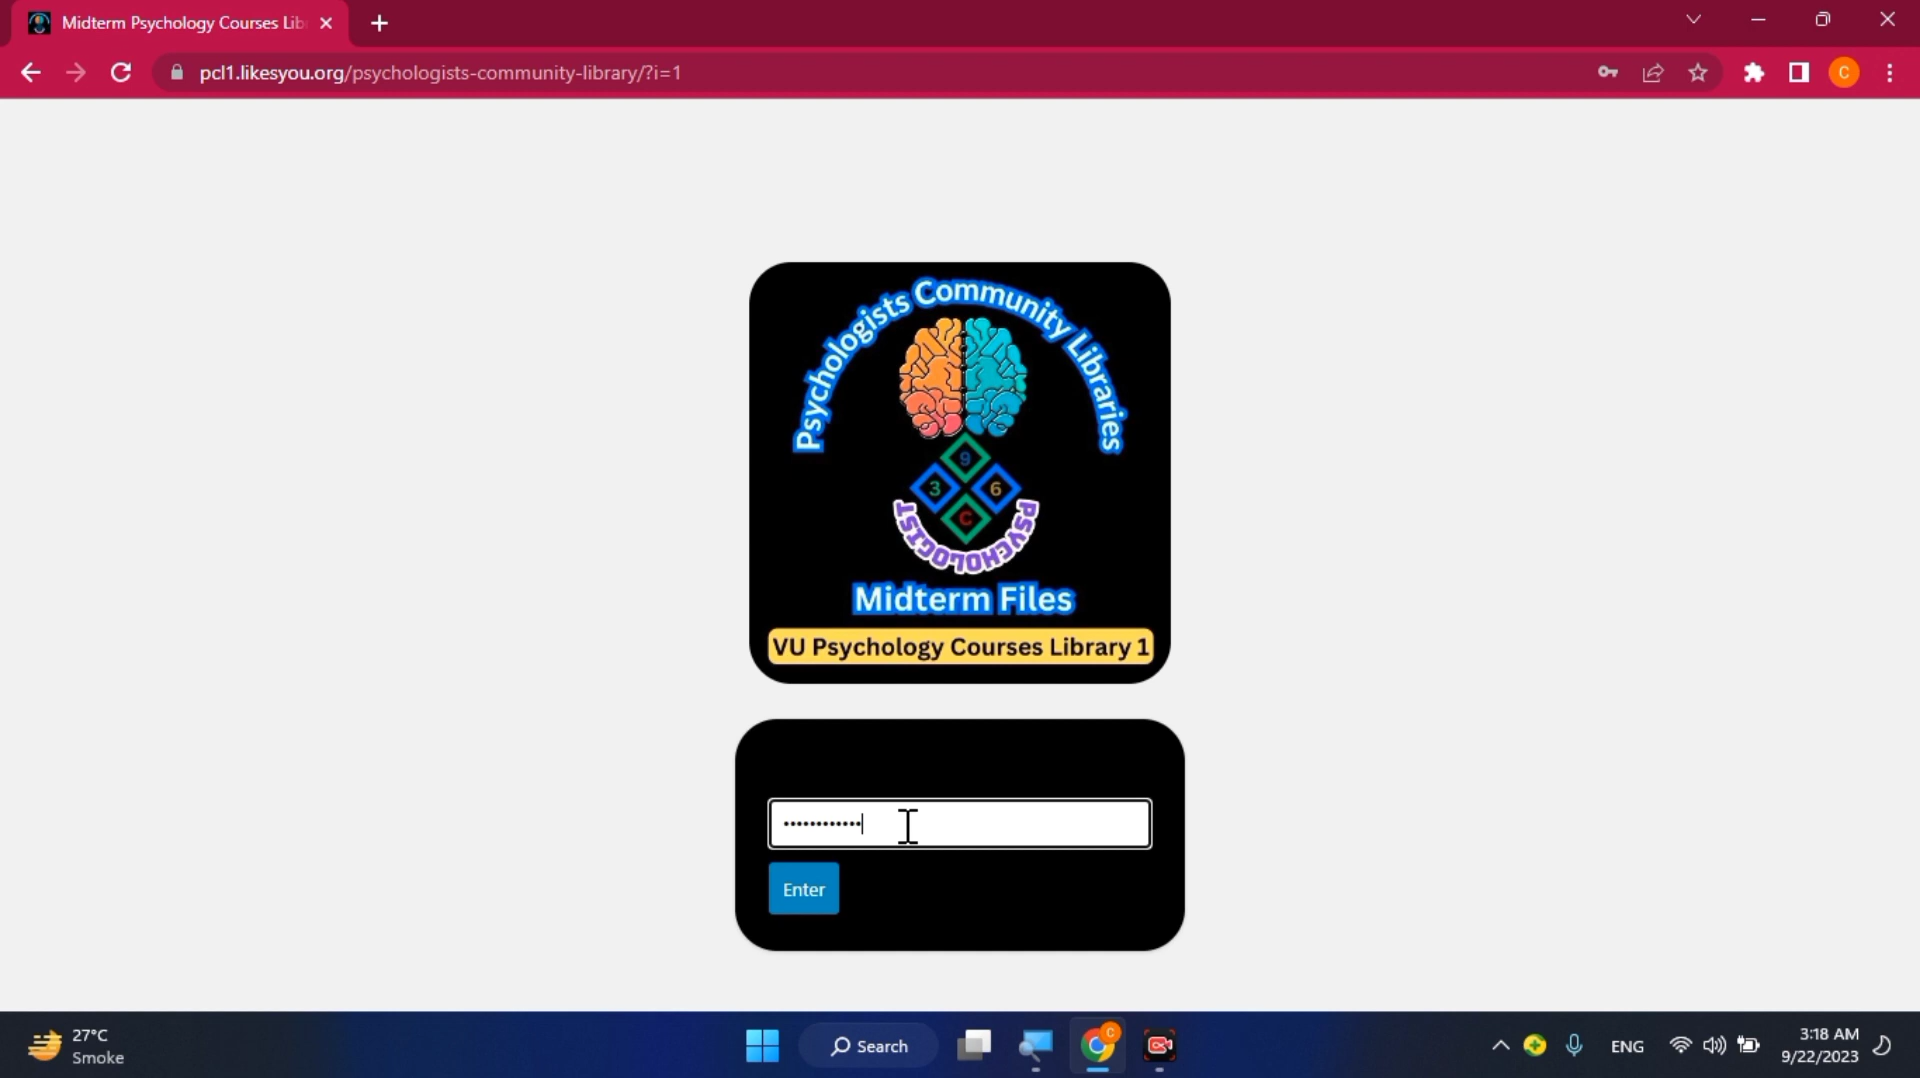 Midterm Psychology Courses Lib
pcl1.likesyou.org/psychologists-community-library/?i=1
C
Psychologists Community Libraries
9
3 6
C
PSYCHOLOGIST
Midterm Files
VU Psychology Courses Library 1
••••••••••••
Enter
27°C
Smoke
Search
C
ENG
3:18 AM
9/22/2023